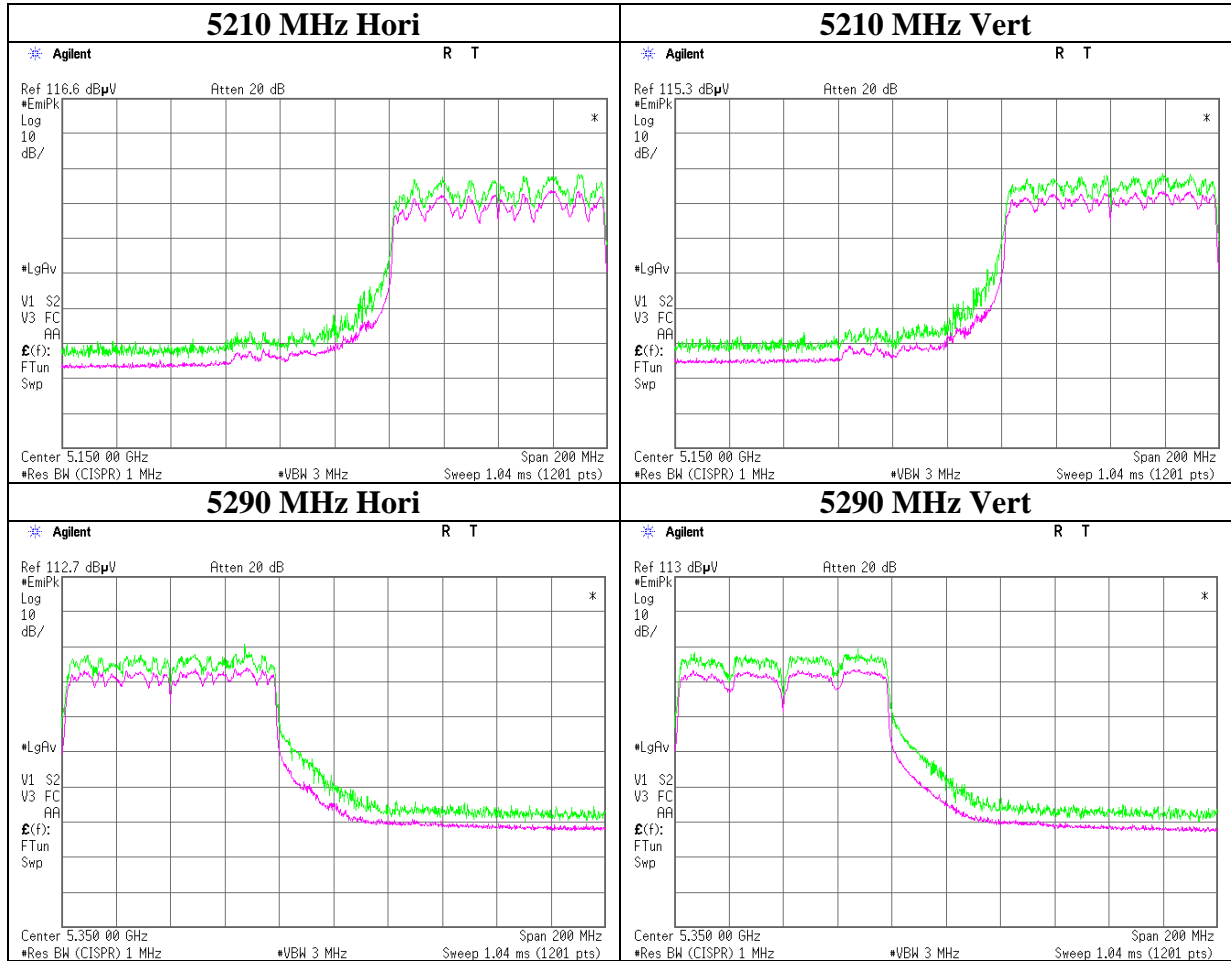 5210 MHz Hori
Agilent
R T
Ref 116.6 dBµV Atten 20 dB
#EmiPk
Log
10
dB/
*
#LgAv
V1 S2
V3 FC
AA
£(f):
FTun
Swp
Center 5.150 00 GHz Span 200 MHz
#Res BW (CISPR) 1 MHz #VBW 3 MHz Sweep 1.04 ms (1201 pts)
5210 MHz Vert
Agilent
R T
Ref 115.3 dBµV Atten 20 dB
#EmiPk
Log
10
dB/
*
#LgAv
V1 S2
V3 FC
AA
£(f):
FTun
Swp
Center 5.150 00 GHz Span 200 MHz
#Res BW (CISPR) 1 MHz #VBW 3 MHz Sweep 1.04 ms (1201 pts)
5290 MHz Hori
Agilent
R T
Ref 112.7 dBµV Atten 20 dB
#EmiPk
Log
10
dB/
*
#LgAv
V1 S2
V3 FC
AA
£(f):
FTun
Swp
Center 5.350 00 GHz Span 200 MHz
#Res BW (CISPR) 1 MHz #VBW 3 MHz Sweep 1.04 ms (1201 pts)
5290 MHz Vert
Agilent
R T
Ref 113 dBµV Atten 20 dB
#EmiPk
Log
10
dB/
*
#LgAv
V1 S2
V3 FC
AA
£(f):
FTun
Swp
Center 5.350 00 GHz Span 200 MHz
#Res BW (CISPR) 1 MHz #VBW 3 MHz Sweep 1.04 ms (1201 pts)